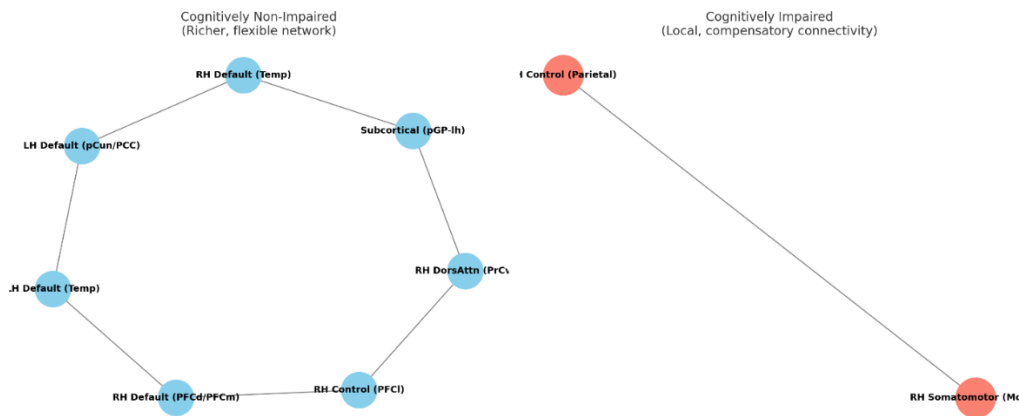 Cognitively Non-Impaired
(Richer, flexible network)
RH Default (Temp)
Subcortical (pGP-lh)
LH Default (pCun/PCC)
RH DorsAttn (PrCv
LH Default (Temp)
RH Control (PFCl)
RH Default (PFCd/PFCm)
Cognitively Impaired
(Local, compensatory connectivity)
Control (Parietal)
RH Somatomotor (Mo